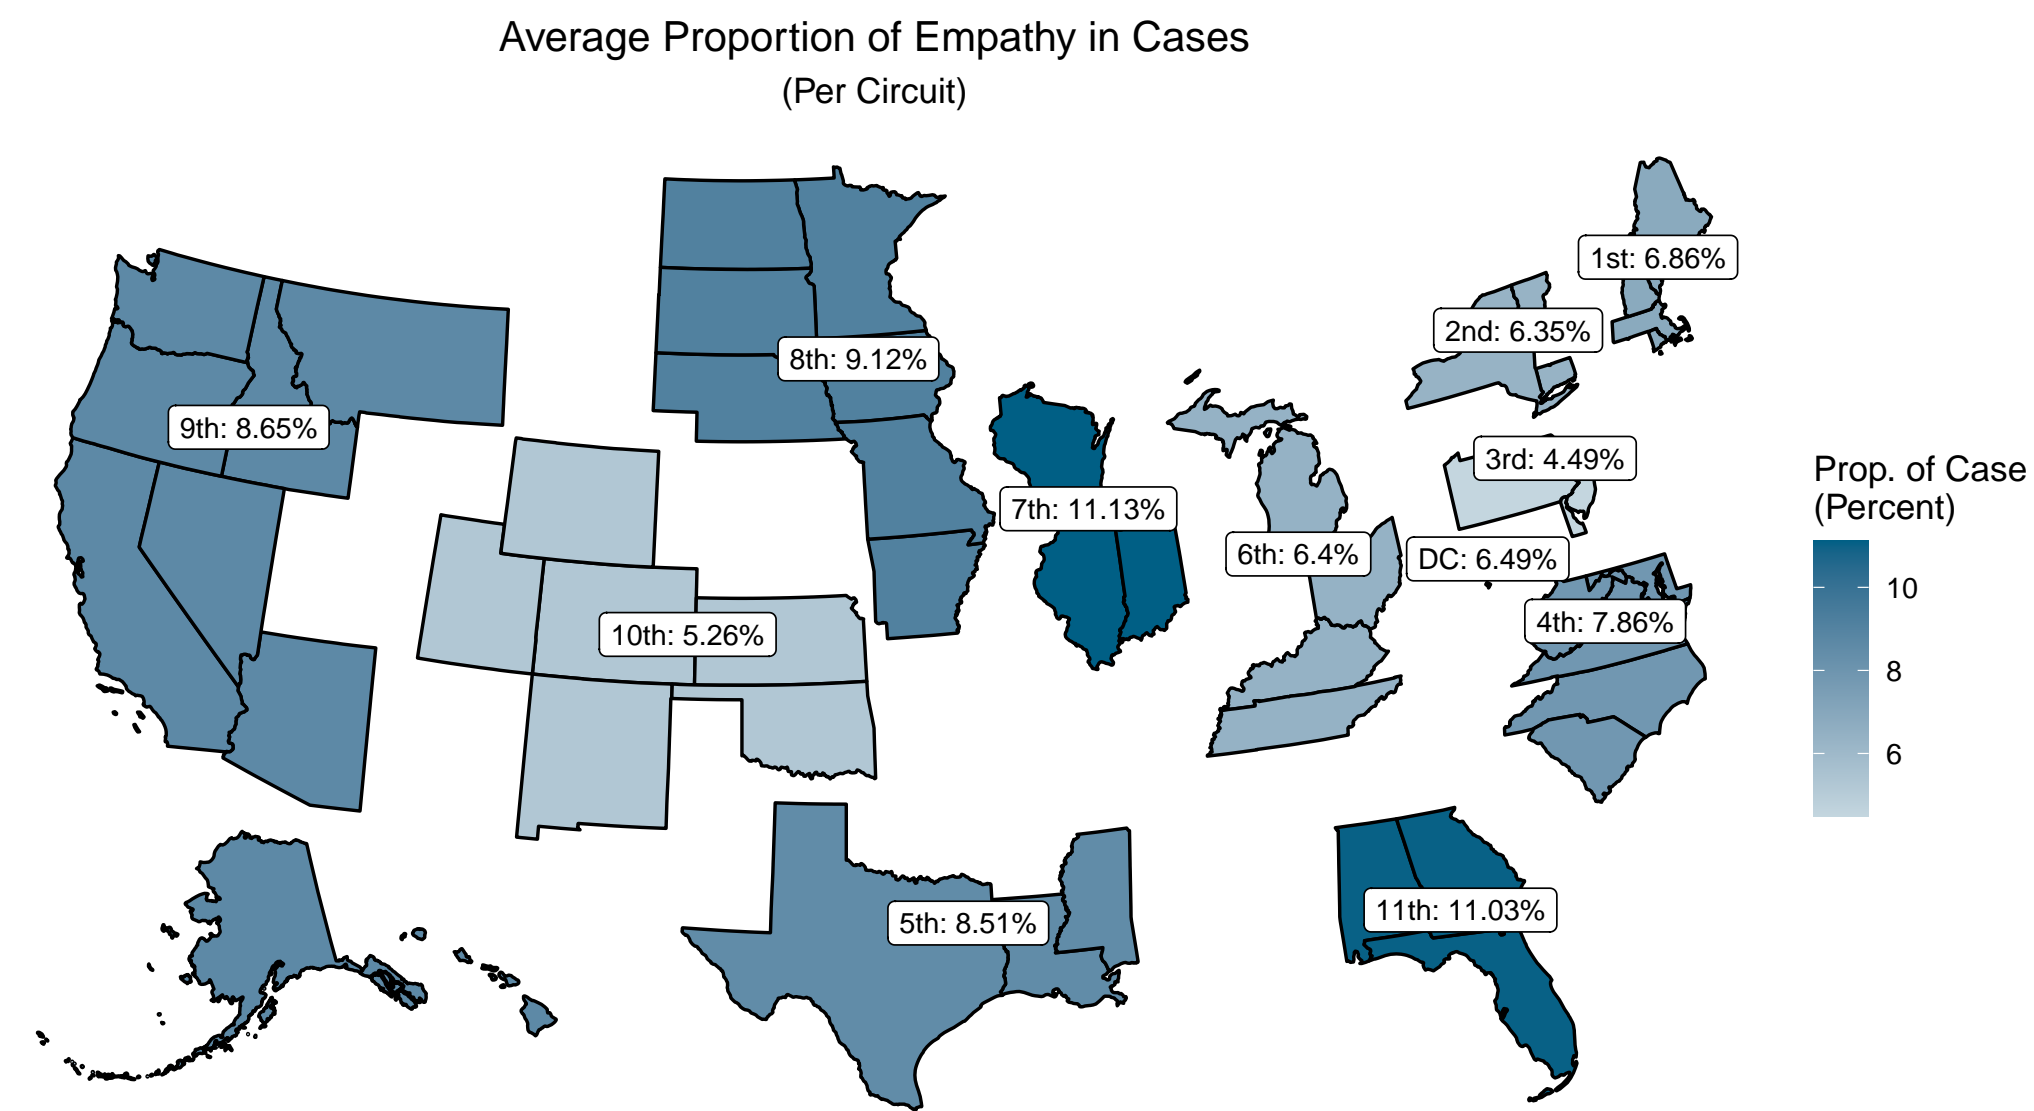 Average Proportion of Empathy in Cases
(Per Circuit)
1st: 6.86%
2nd: 6.35%
8th: 9.12%
9th: 8.65%
3rd: 4.49%
7th: 11.13%
6th: 6.4%
DC: 6.49%
4th: 7.86%
10th: 5.26%
11th: 11.03%
5th: 8.51%
Prop. of Case
(Percent)
10
8
6